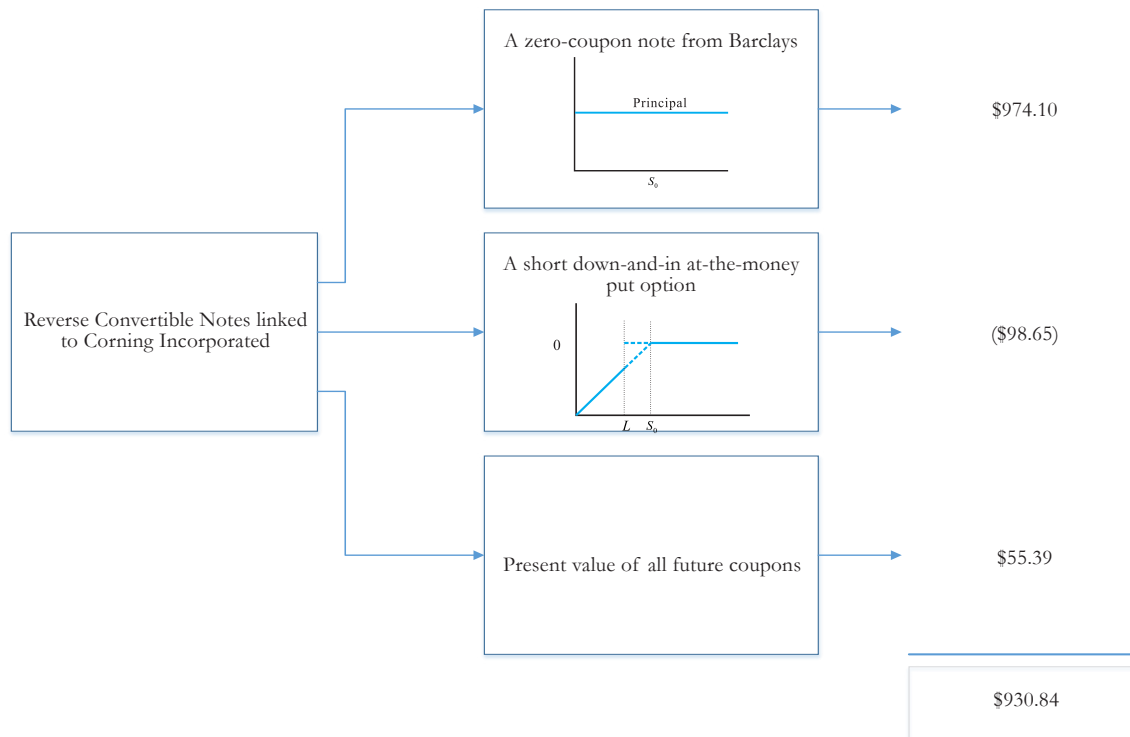 A zero-coupon note from Barclays
Principal
S₀
$974.10
Reverse Convertible Notes linked
to Corning Incorporated
A short down-and-in at-the-money
put option
0
L S₀
($98.65)
Present value of all future coupons
$55.39
$930.84